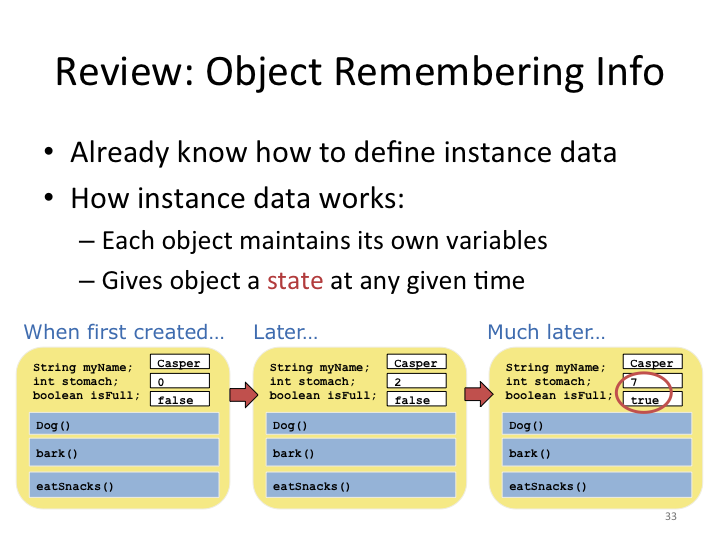 Review: Object Remembering Info
• Already know how to define instance data
• How instance data works:
– Each object maintains its own variables
– Gives object a state at any given time
When first created…
String myName; Casper
int stomach; 0
boolean isFull; false
Dog()
bark()
eatSnacks()
Later…
String myName; Casper
int stomach; 2
boolean isFull; false
Dog()
bark()
eatSnacks()
Much later…
String myName; Casper
int stomach; 7
boolean isFull; true
Dog()
bark()
eatSnacks()
33